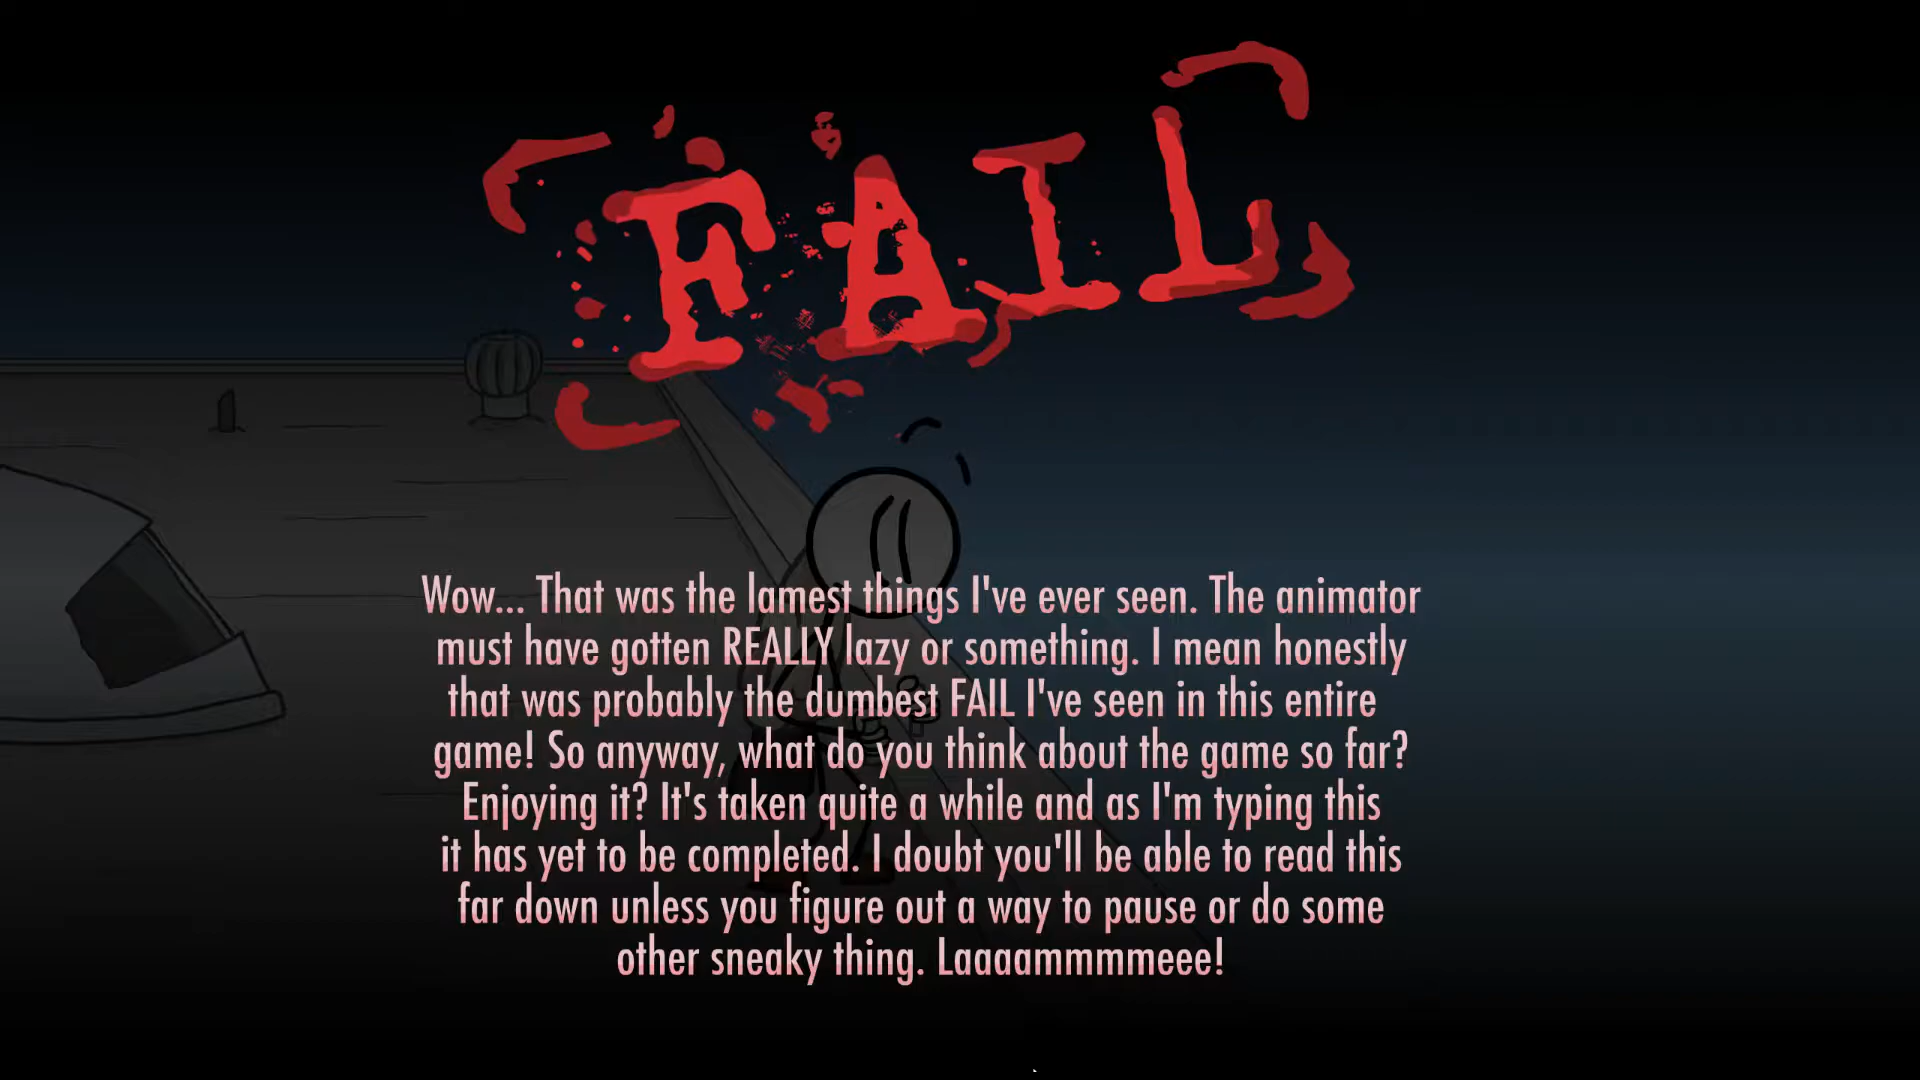 FAIL
Wow... That was the lamest things I've ever seen. The animator
must have gotten REALLY lazy or something. I mean honestly
that was probably the dumbest FAIL I've seen in this entire
game! So anyway, what do you think about the game so far?
Enjoying it? It's taken quite a while and as I'm typing this
it has yet to be completed. I doubt you'll be able to read this
far down unless you figure out a way to pause or do some
other sneaky thing. Laaaammmmeee!